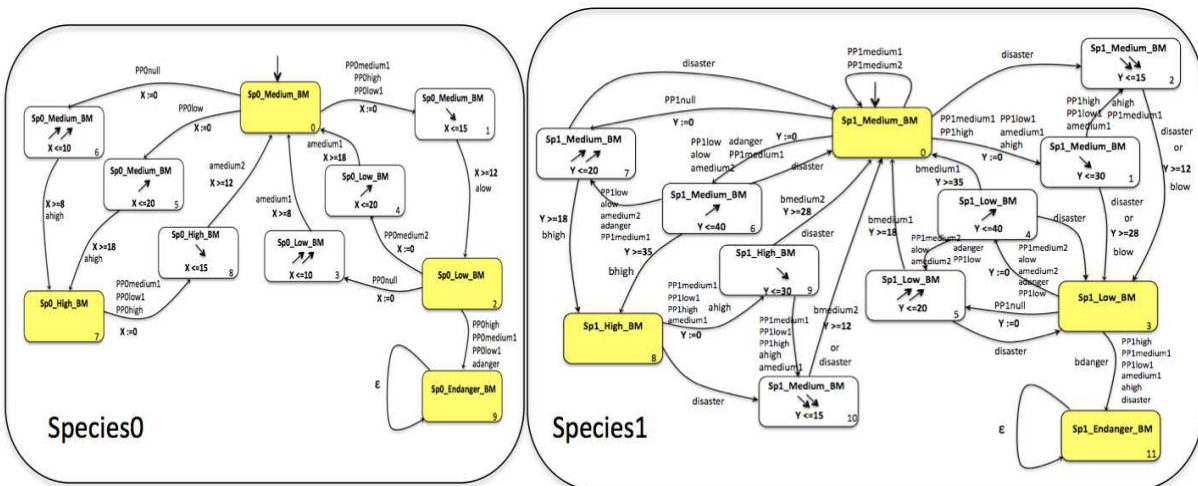 PP0null
X :=0
Sp0_Medium_BM
0
PP0medium1
PP0high
PP0low1
X :=0
Sp0_Medium_BM
X <=15
1
Sp0_Medium_BM
X <=10
6
PP0low
X :=0
Sp0_Medium_BM
X <=20
5
amedium2
X >=12
amedium1
X >=18
Sp0_Low_BM
X <=20
4
X >=12
alow
X >=8
ahigh
X >=18
ahigh
Sp0_High_BM
X <=15
8
amedium1
X >=8
Sp0_Low_BM
X <=10
3
PP0medium2
X :=0
PP0null
X :=0
Sp0_Low_BM
2
Sp0_High_BM
7
PP0medium1
PP0low1
PP0high
X :=0
PP0high
PP0medium1
PP0low1
adanger
ε
Sp0_Endanger_BM
9
Species0
PP1medium1
PP1medium2
disaster
disaster
Sp1_Medium_BM
Y <=15
2
PP1null
Y :=0
Sp1_Medium_BM
0
PP1medium1
PP1high
PP1low1
amedium1
ahigh
Y :=0
PP1high
PP1low1
amedium1
ahigh
PP1medium1
disaster
or
Y >=12
blow
Sp1_Medium_BM
Y <=20
7
PP1low
alow
amedium2
adanger
PP1medium1
Y :=0
disaster
Sp1_Medium_BM
Y <=30
1
PP1low
alow
amedium2
adanger
PP1medium1
Sp1_Medium_BM
Y <=40
6
bmedium2
Y >=28
bmedium1
Y >=35
Sp1_Low_BM
Y <=40
4
disaster
disaster
or
Y >=28
blow
Y >=18
bhigh
Y >=35
bhigh
disaster
bmedium1
Y >=18
PP1medium2
alow
amedium2
adanger
PP1low
PP1medium2
alow
amedium2
adanger
PP1low
Y :=0
Sp1_High_BM
Y <=30
9
Sp1_Low_BM
Y <=20
5
PP1null
Y :=0
Sp1_Low_BM
3
Sp1_High_BM
8
PP1medium1
PP1low1
PP1high
amedium1
Y :=0
ahigh
PP1medium1
PP1low1
PP1high
ahigh
amedium1
bmedium2
Y >=12
or
disaster
disaster
disaster
Sp1_Medium_BM
Y <=15
10
bdanger
PP1high
PP1medium1
PP1low1
amedium1
ahigh
disaster
ε
Sp1_Endanger_BM
11
Species1